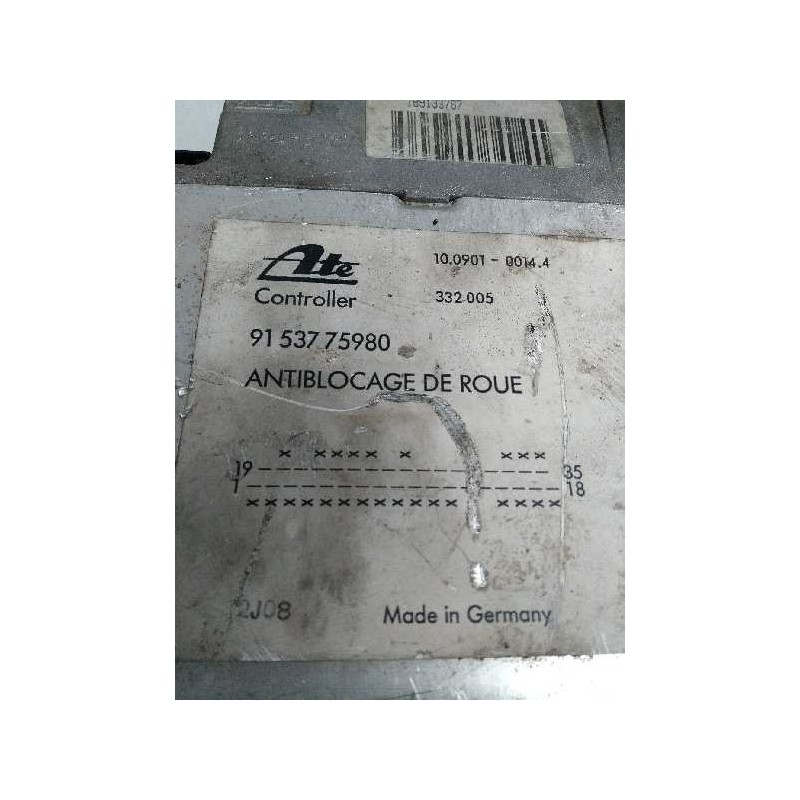 Ate
10.0901 - 0014.4
Controller
332 005
91 537 75980
ANTIBLOCAGE DE ROUE
x x x x x x x x x
19 35
1 18
x x x x x x x x x x x x x x x x x
2J08
Made in Germany